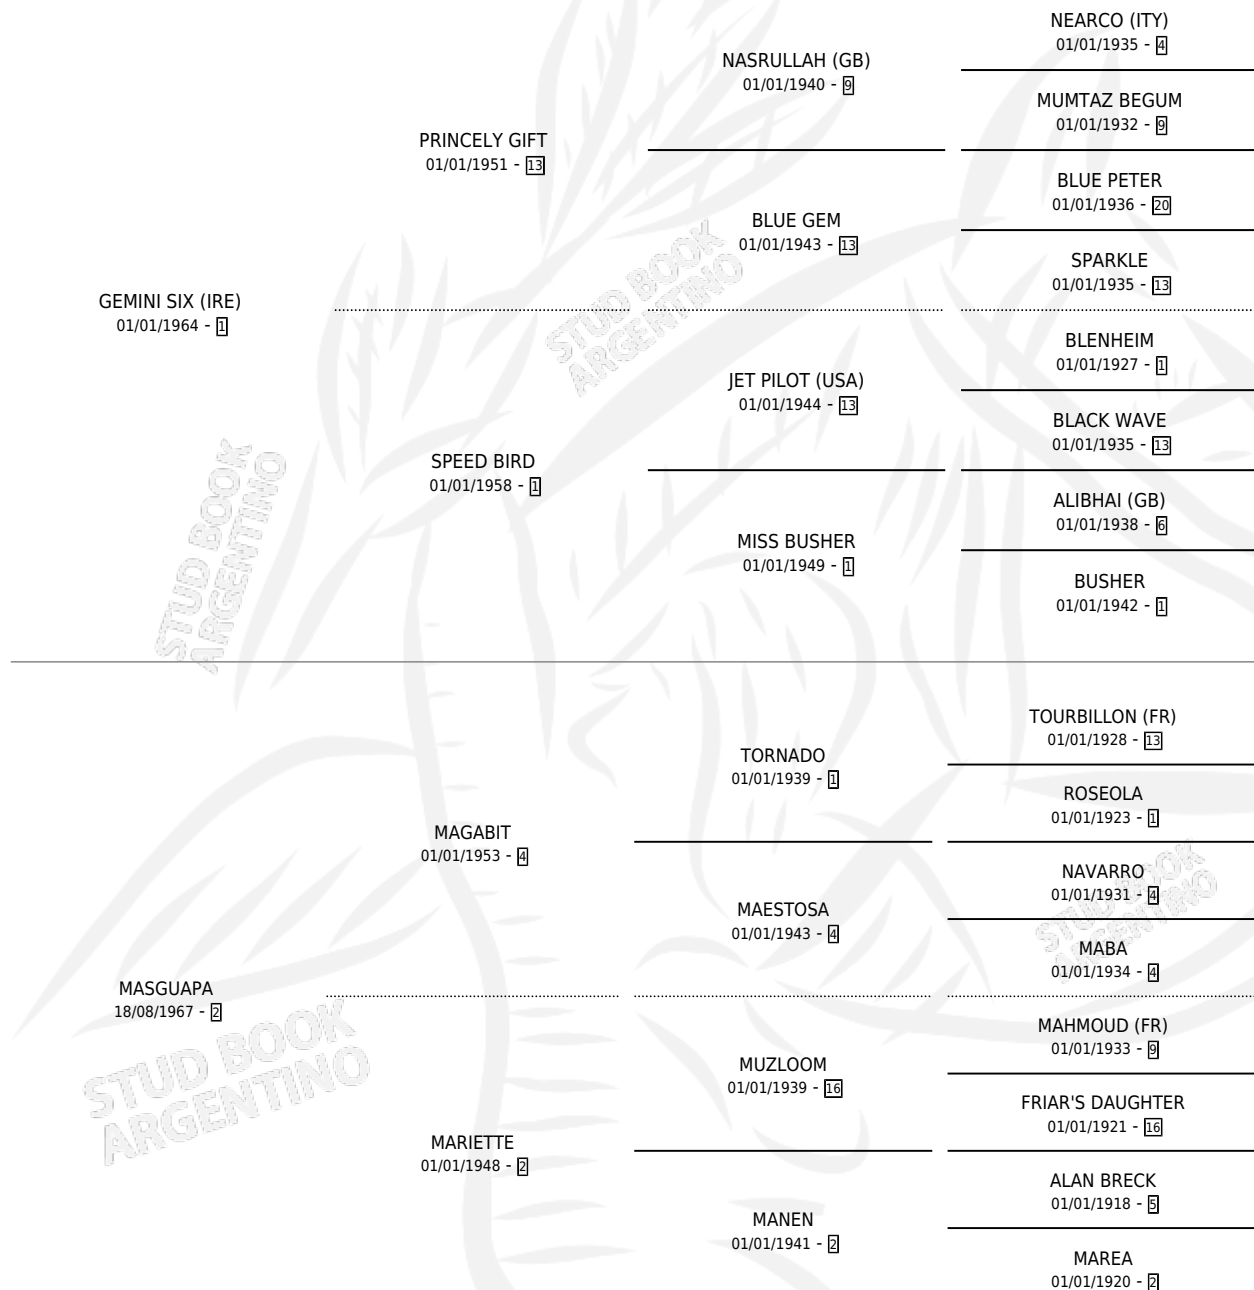 NEARCO (ITY)
01/01/1935 - 4
NASRULLAH (GB)
01/01/1940 - 9
MUMTAZ BEGUM
01/01/1932 - 9
PRINCELY GIFT
01/01/1951 - 13
BLUE PETER
01/01/1936 - 20
BLUE GEM
01/01/1943 - 13
SPARKLE
01/01/1935 - 13
GEMINI SIX (IRE)
01/01/1964 - 1
BLENHEIM
01/01/1927 - 1
JET PILOT (USA)
01/01/1944 - 13
BLACK WAVE
01/01/1935 - 13
SPEED BIRD
01/01/1958 - 1
ALIBHAI (GB)
01/01/1938 - 6
MISS BUSHER
01/01/1949 - 1
BUSHER
01/01/1942 - 1
TOURBILLON (FR)
01/01/1928 - 13
TORNADO
01/01/1939 - 1
ROSEOLA
01/01/1923 - 1
MAGABIT
01/01/1953 - 4
NAVARRO
01/01/1931 - 4
MAESTOSA
01/01/1943 - 4
MABA
01/01/1934 - 4
MASGUAPA
18/08/1967 - 2
MAHMOUD (FR)
01/01/1933 - 9
MUZLOOM
01/01/1939 - 16
FRIAR'S DAUGHTER
01/01/1921 - 16
MARIETTE
01/01/1948 - 2
ALAN BRECK
01/01/1918 - 5
MANEN
01/01/1941 - 2
MAREA
01/01/1920 - 2
STUD BOOK
ARGENTINO
STUD BOOK
ARGENTINO
STUD BOOK
ARGENTINO
STUD BOOK
ARGENTINO